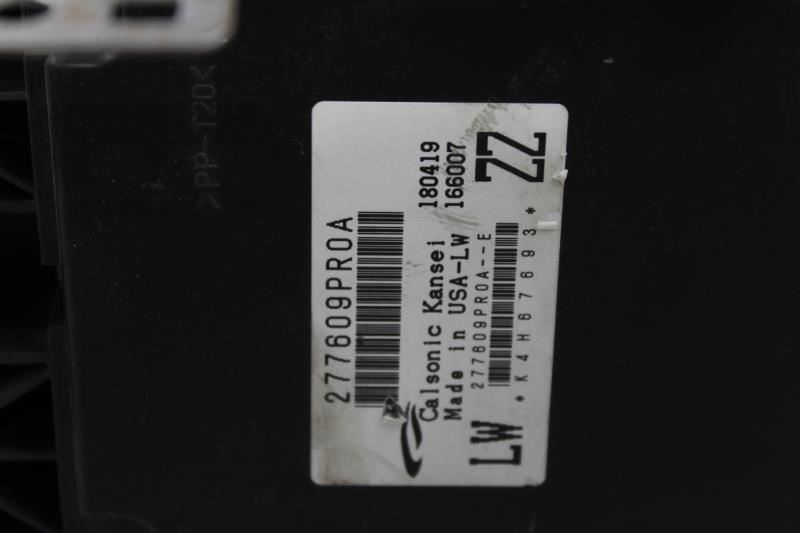 >PP-T20<
277609PR0A
Calsonic Kansei 180419
Made in USA-LW 166007
277609PR0A--E
LW *K4H67693* ZZ